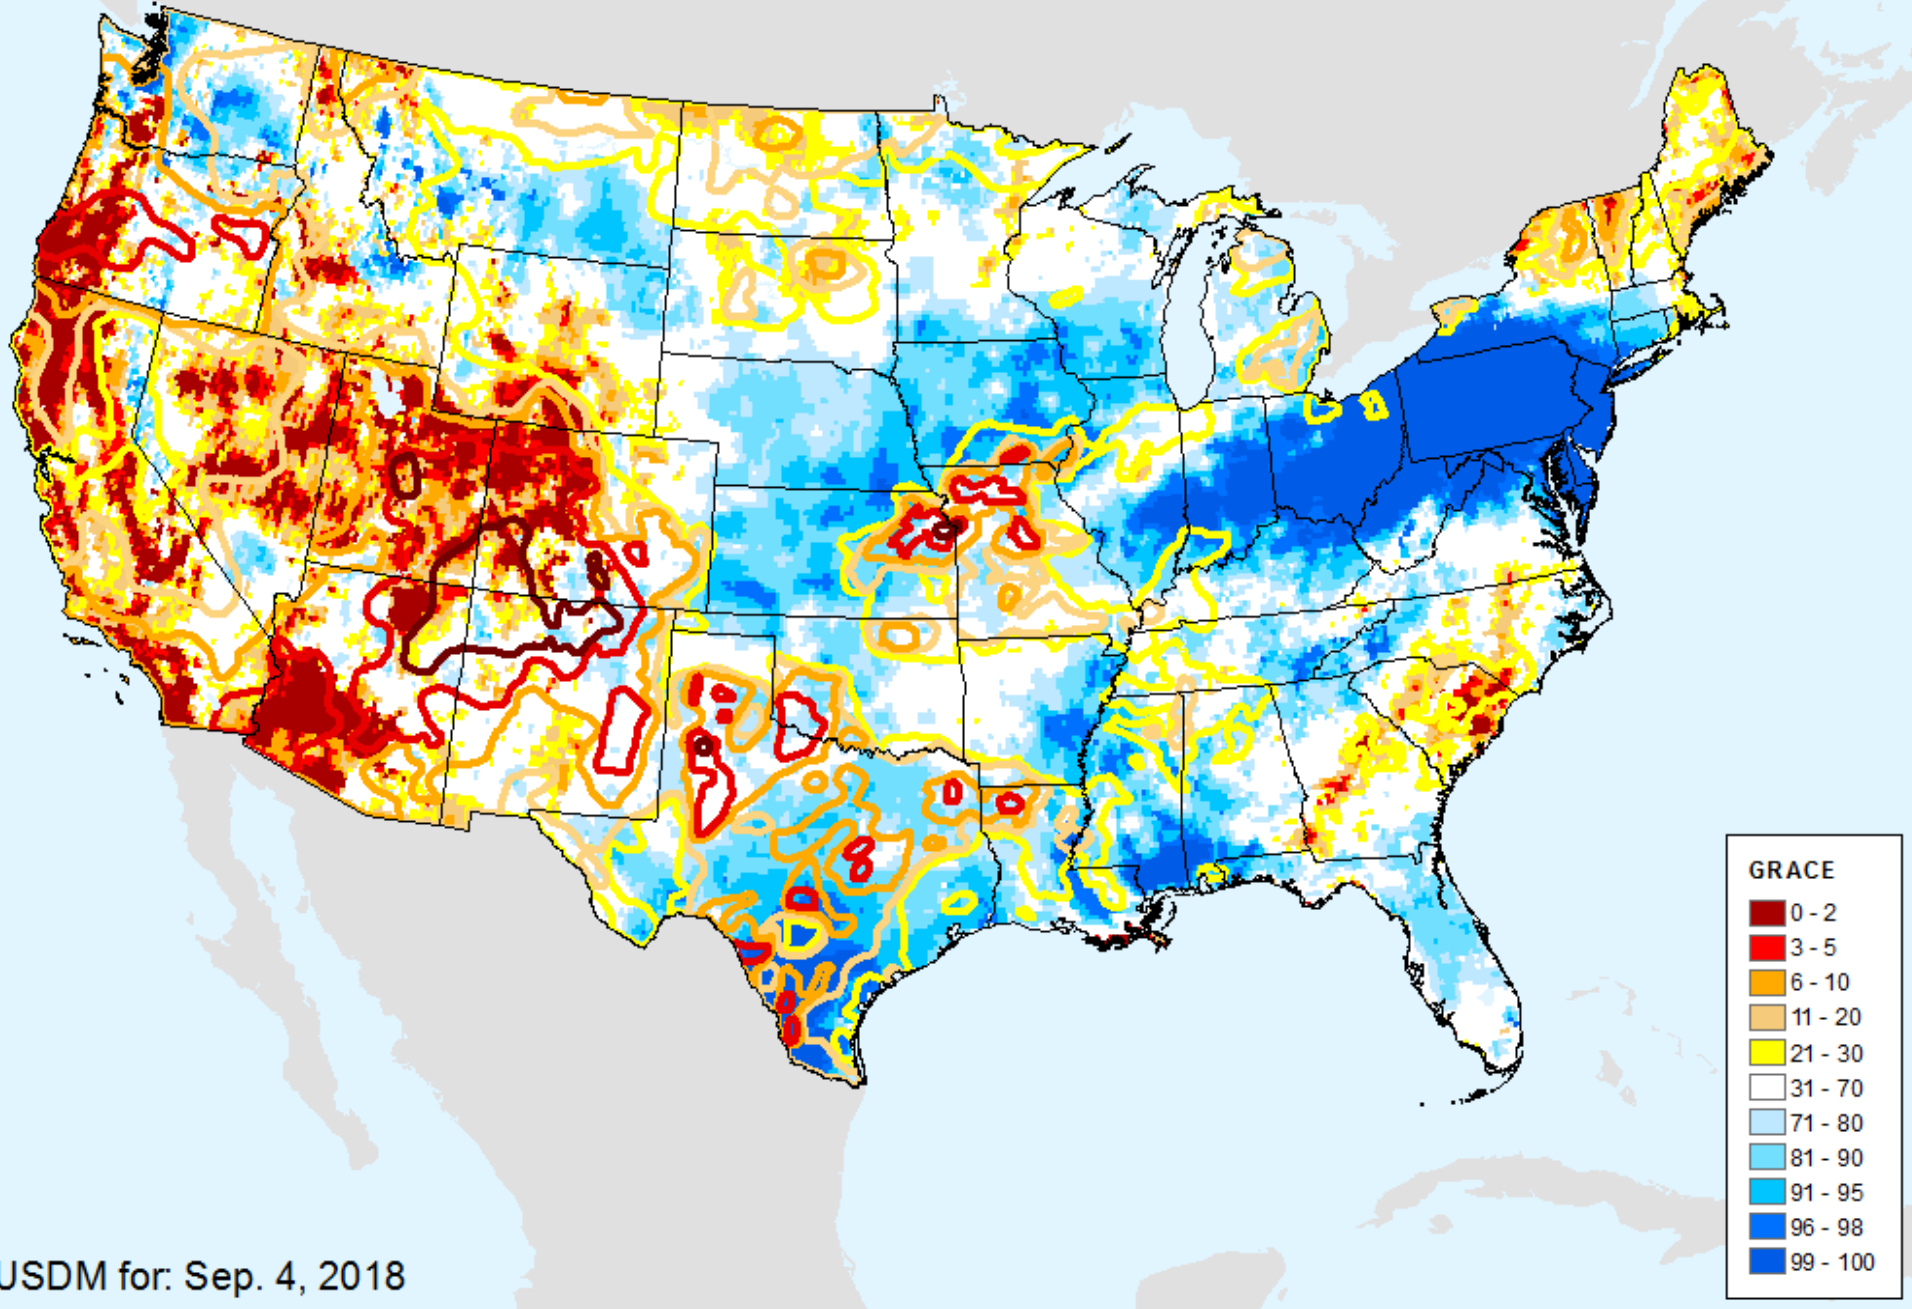 GRACE
0 - 2
3 - 5
6 - 10
11 - 20
21 - 30
31 - 70
71 - 80
81 - 90
91 - 95
96 - 98
99 - 100
USDM for: Sep. 4, 2018